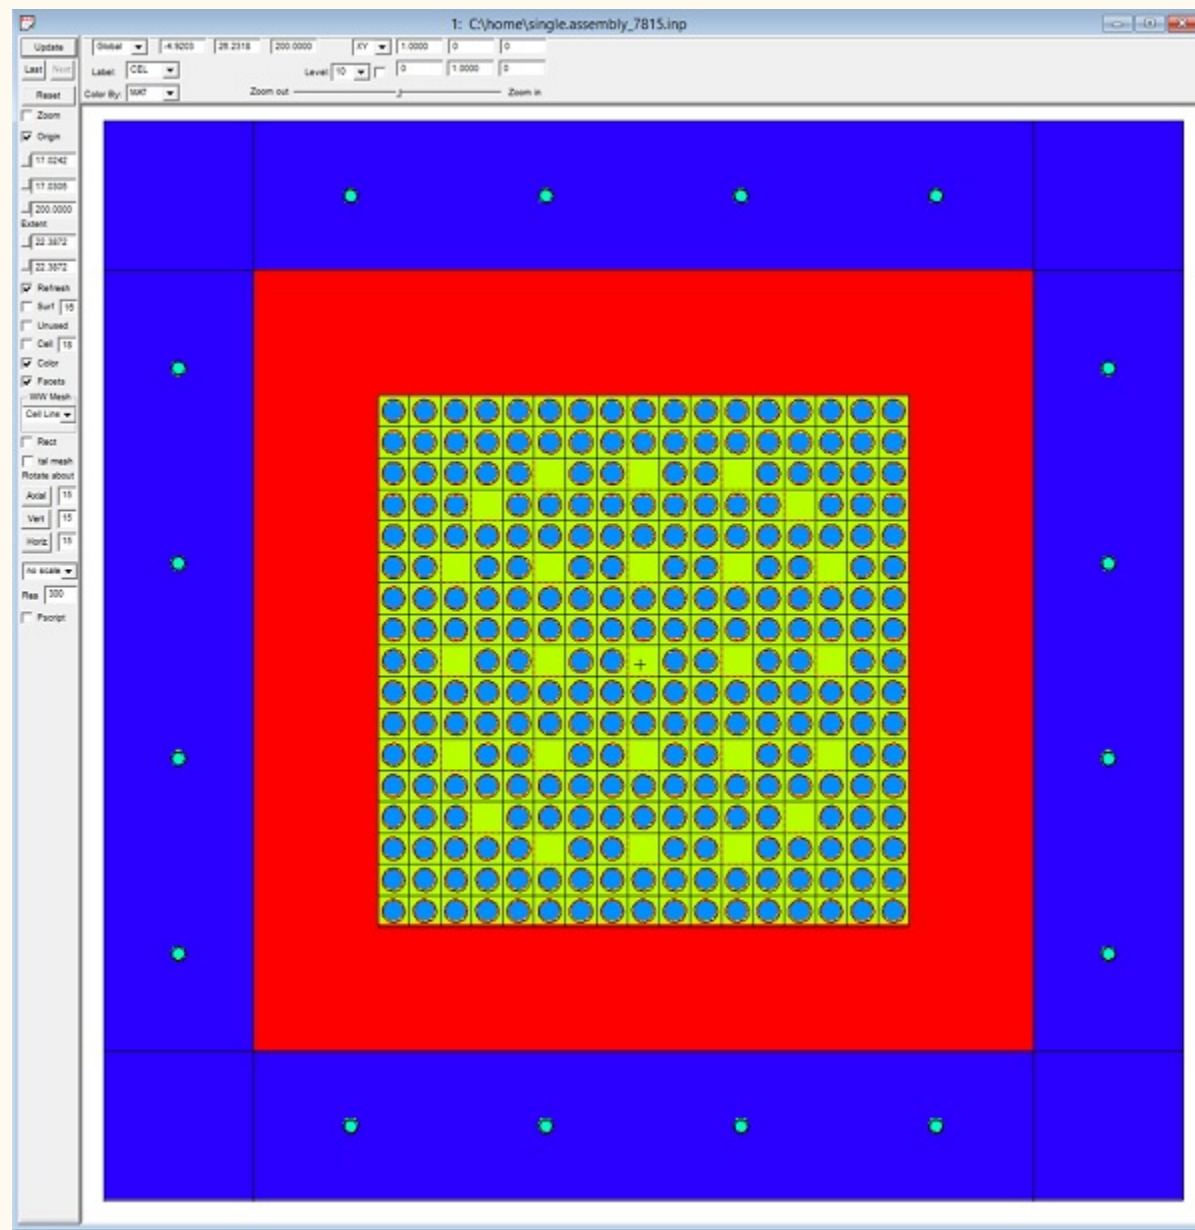 1: C:\home\single.assembly_7815.inp
Update Global -4.9203 28.2318 200.0000 XY 1.0000 0 0
Last Next Label: CEL Level 10 0 1.0000 0
Reset Color By: MAT Zoom out Zoom in
Zoom
Origin
17.0242
17.0305
200.0000
Extent
22.3872
22.3872
Refresh
Surf 15
Unused
Cell 15
Color
Facets
WW Mesh
Cell Line
Rect
tal mesh
Rotate about
Axial 15
Vert 15
Horiz 15
no scale
Res 300
Pscript